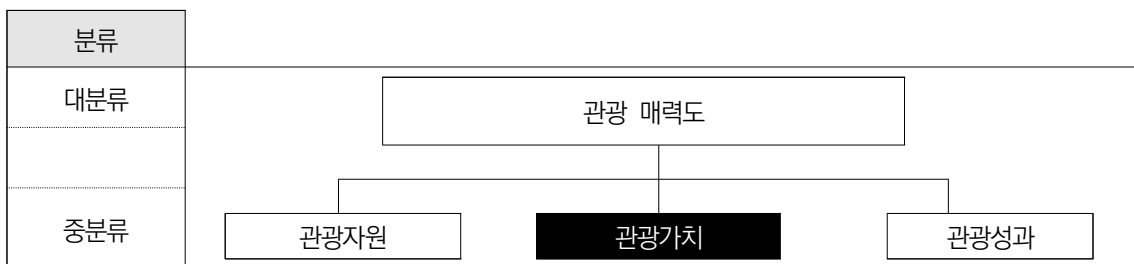 분류
대분류
관광 매력도
중분류
관광자원
관광가치
관광성과